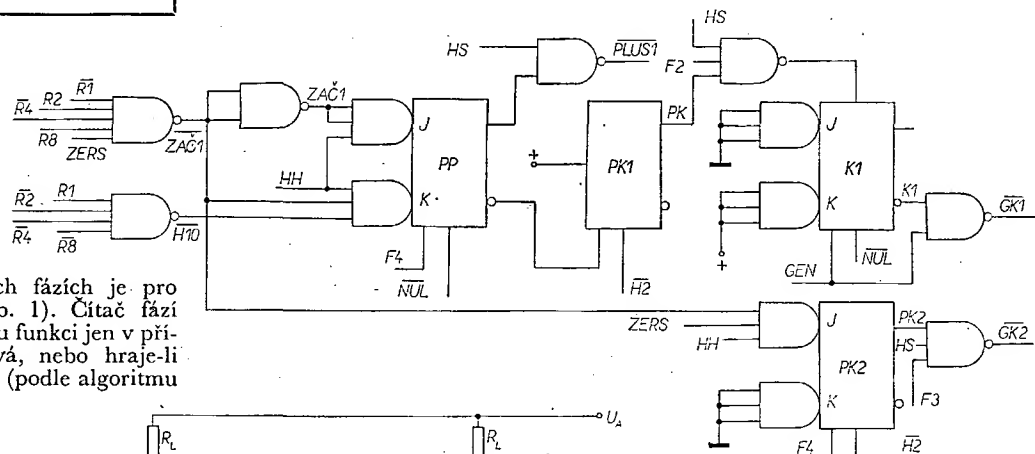 HS
HS
PLUS1
F2
R1
R2
R4
R8
ZERS
ZAČ1
ZAČ1
J
PP
K
HH
PK
PK1
+
J
K1
K
K1
GK1
R1
R2
R4
R8
H10
F4
NUL
H2
+
GEN
NUL
ch fázích je pro
b. 1). Čítač fází
u funkci jen v pří-
vá, nebo hraje-li
(podle algoritmu
ZERS
HH
J
PK2
PK2
HS
GK2
K
F3
F4
H2
R_L
R_L
U_A